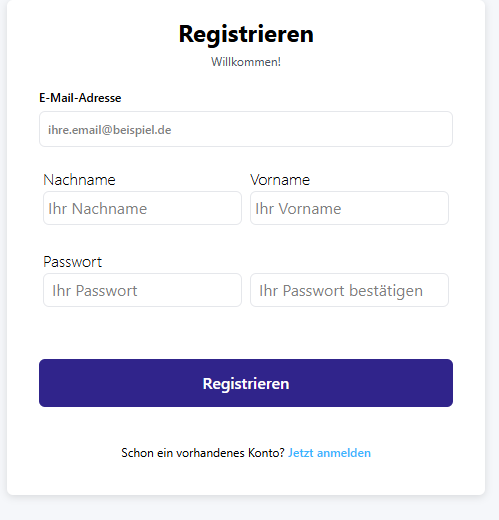 Registrieren
Willkommen!
E-Mail-Adresse
ihre.email@beispiel.de
Nachname Vorname
Ihr Nachname Ihr Vorname
Passwort
Ihr Passwort Ihr Passwort bestätigen
Registrieren
Schon ein vorhandenes Konto? Jetzt anmelden